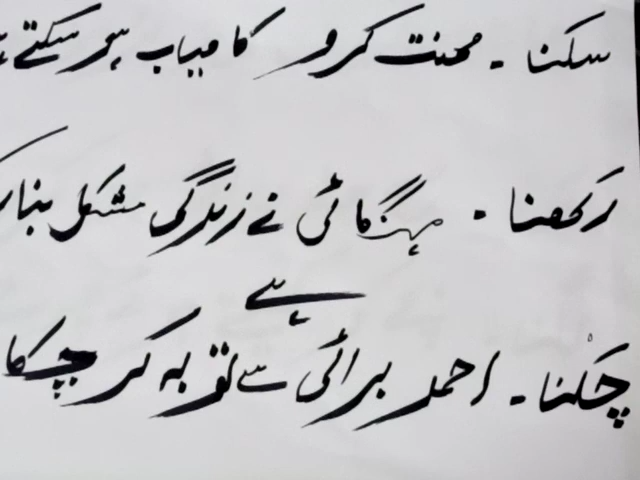 سکنا ۔ محنت کرو کامیاب ہو سکتے
رکھنا ۔ مہنگائی نے زندگی مشکل بنا
ہے
چکنا ۔ احمد برائی سے توبہ کر چکا